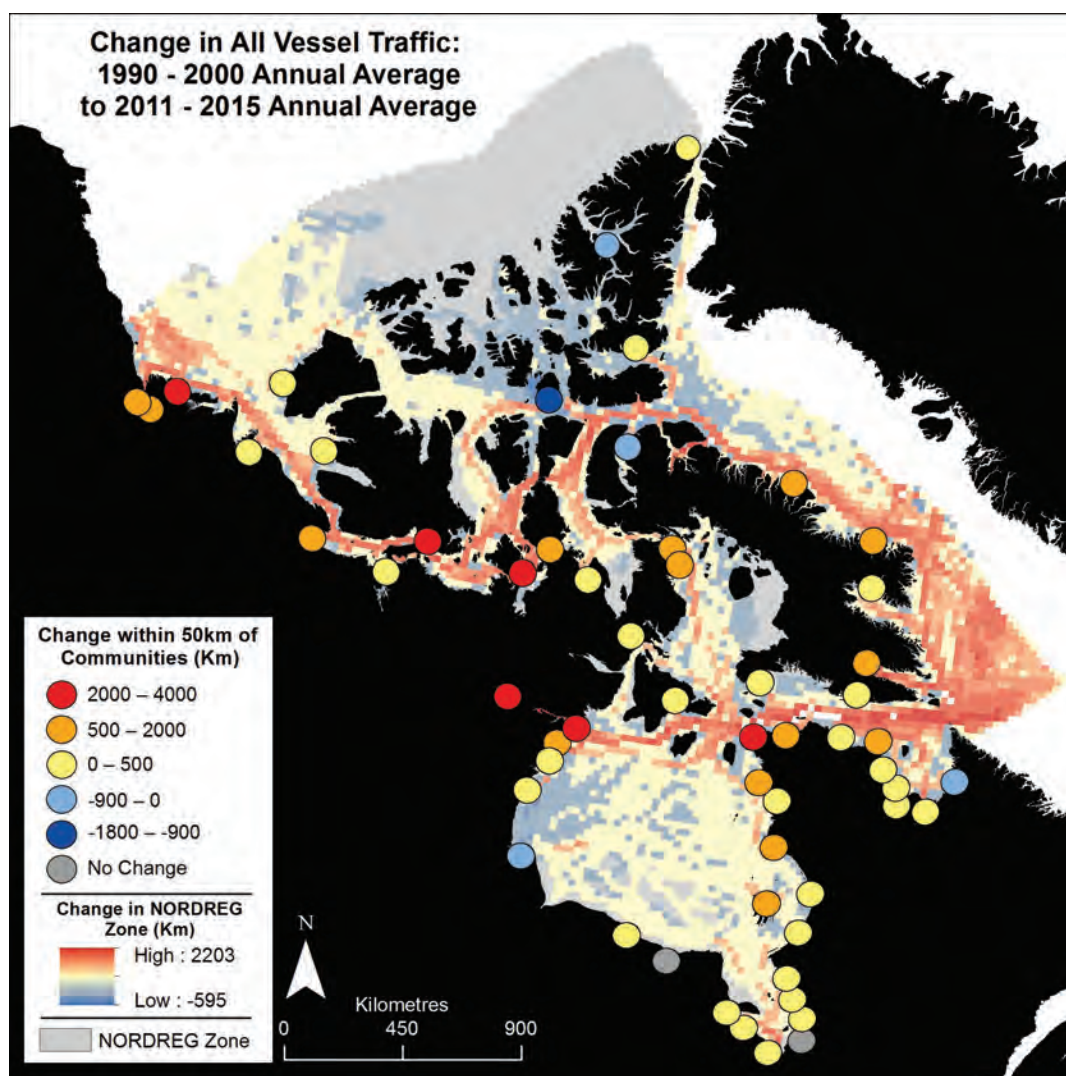 Change in All Vessel Traffic:
1990 - 2000 Annual Average
to 2011 - 2015 Annual Average
Change within 50km of
Communities (Km)
2000 – 4000
500 – 2000
0 – 500
-900 – 0
-1800 – -900
No Change
Change in NORDREG
Zone (Km)
High : 2203
Low : -595
NORDREG Zone
N
Kilometres
0 450 900